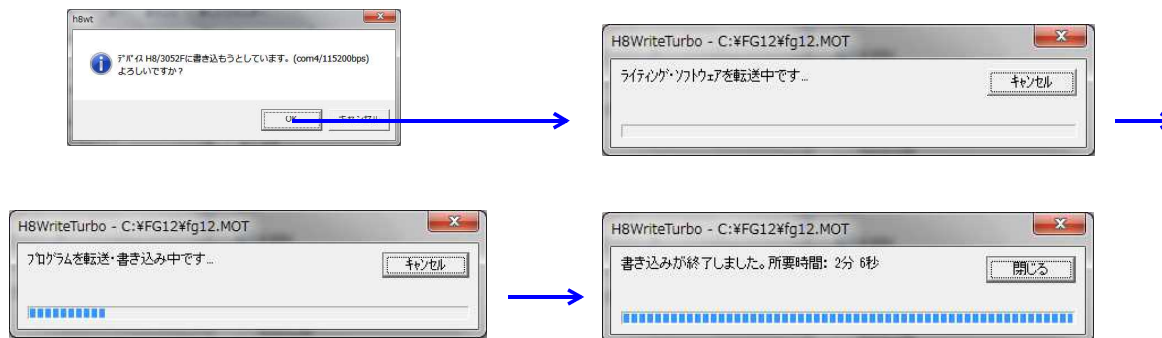 h8wt
ﾃﾞﾊﾞｲｽ H8/3052Fに書き込もうとしています。(com4/115200bps)
よろしいですか？
OK キャンセル
H8WriteTurbo - C:¥FG12¥fg12.MOT
ﾗｲﾃｨﾝｸﾞ･ｿﾌﾄｳｪｱを転送中です...
ｷｬﾝｾﾙ
H8WriteTurbo - C:¥FG12¥fg12.MOT
ﾌﾟﾛｸﾞﾗﾑを転送･書き込み中です...
ｷｬﾝｾﾙ
H8WriteTurbo - C:¥FG12¥fg12.MOT
書き込みが終了しました。所要時間: 2分 6秒
閉じる